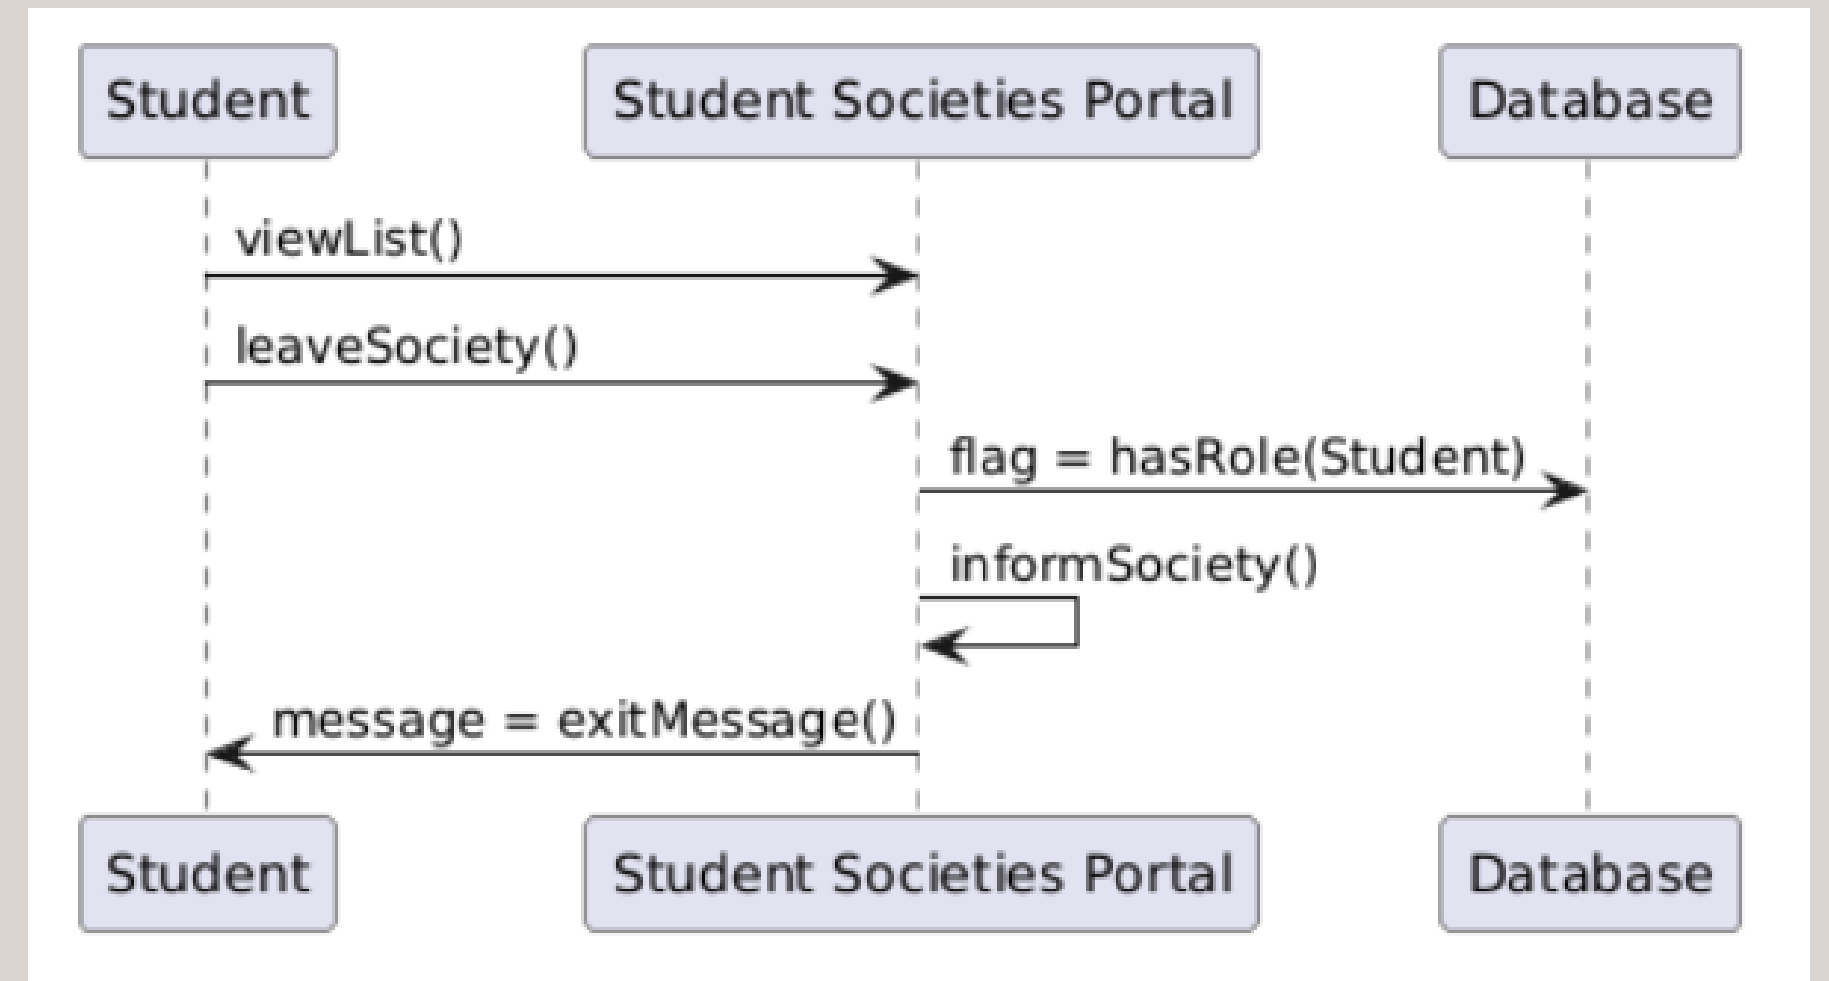 Student
Student Societies Portal
Database
viewList()
leaveSociety()
flag = hasRole(Student)
informSociety()
message = exitMessage()
Student
Student Societies Portal
Database